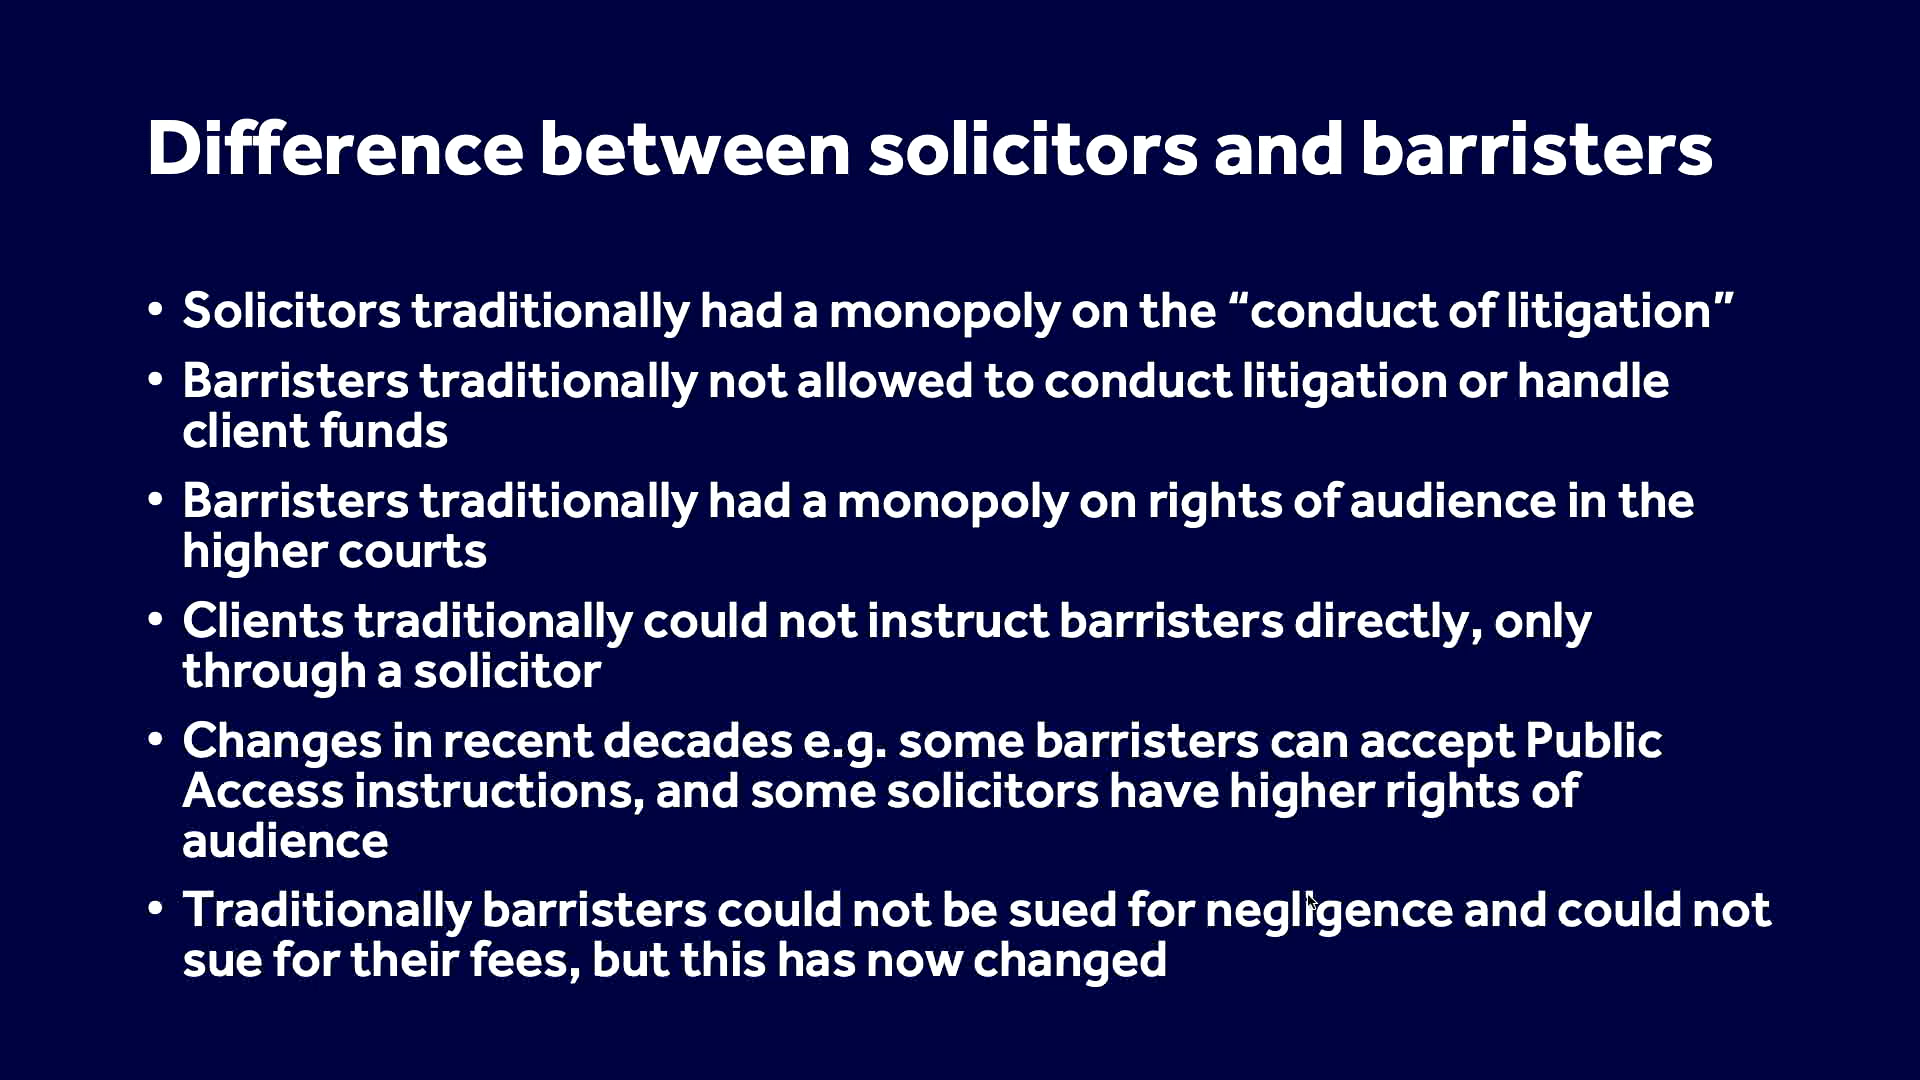 Difference between solicitors and barristers
• Solicitors traditionally had a monopoly on the “conduct of litigation”
• Barristers traditionally not allowed to conduct litigation or handle
client funds
• Barristers traditionally had a monopoly on rights of audience in the
higher courts
• Clients traditionally could not instruct barristers directly, only
through a solicitor
• Changes in recent decades e.g. some barristers can accept Public
Access instructions, and some solicitors have higher rights of
audience
• Traditionally barristers could not be sued for negligence and could not
sue for their fees, but this has now changed